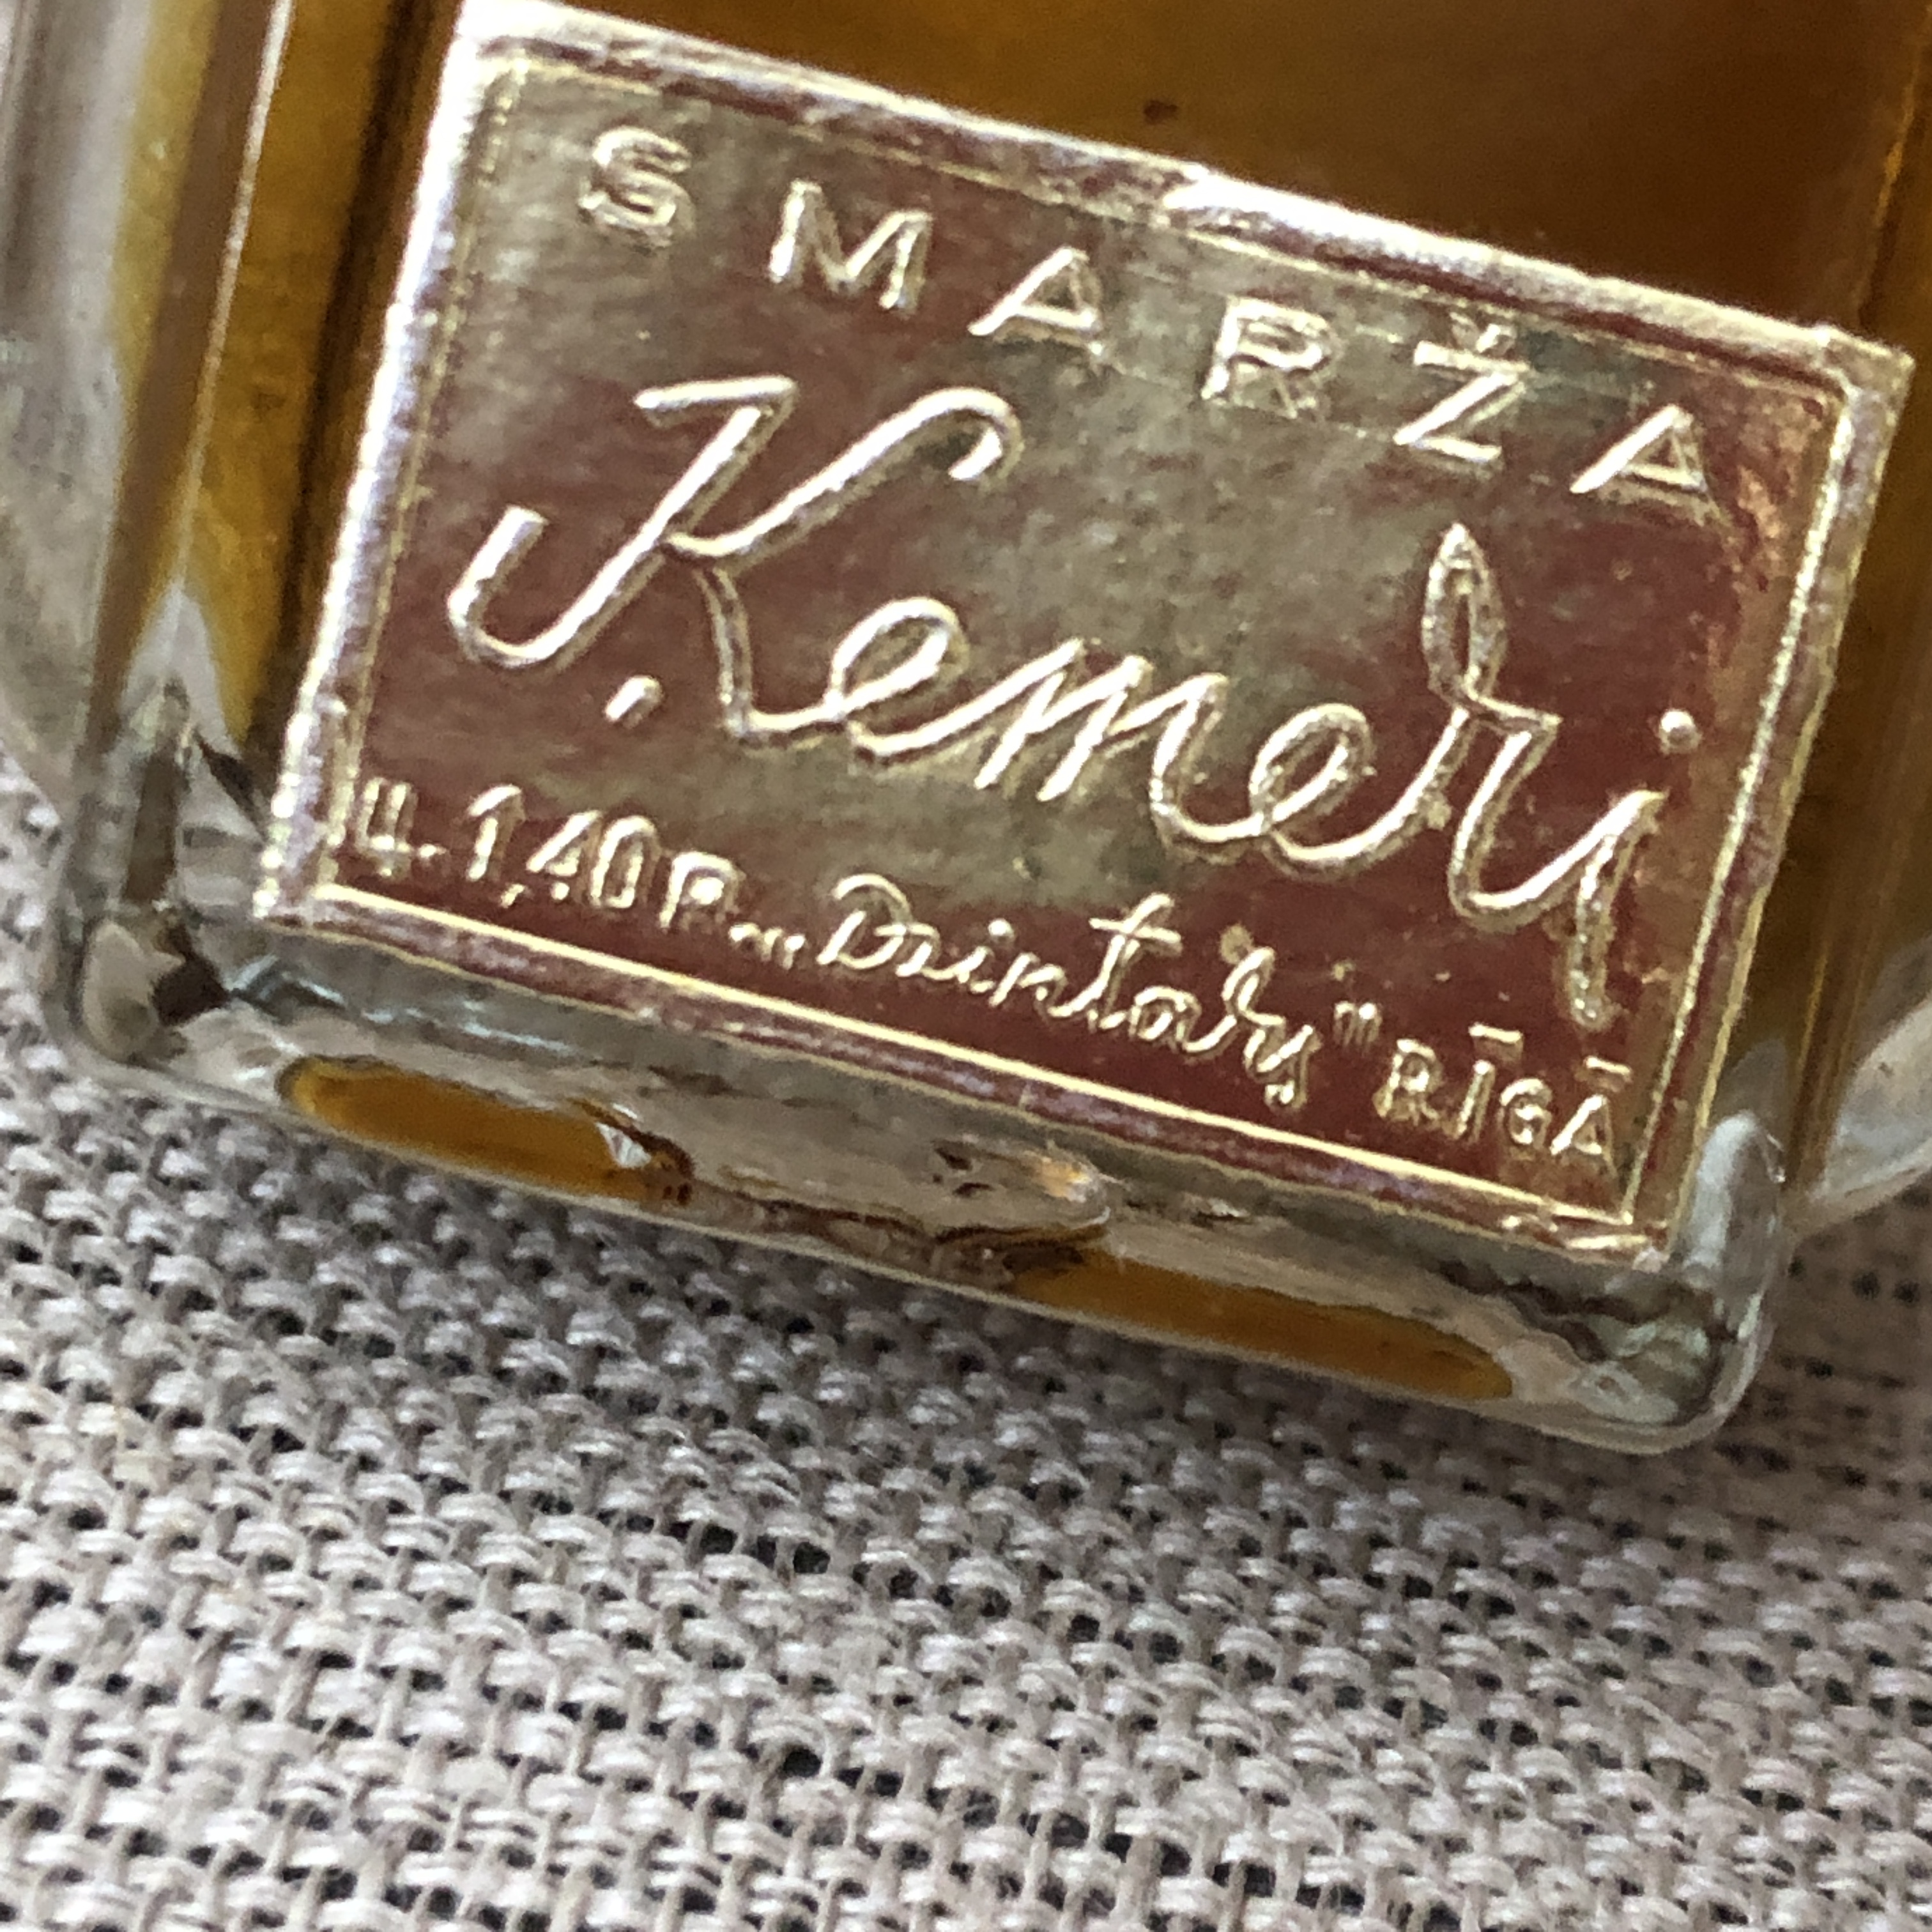 SMARŽA
Ķemeri
Ц. 1,40 Р. „Dzintars” RĪGĀ